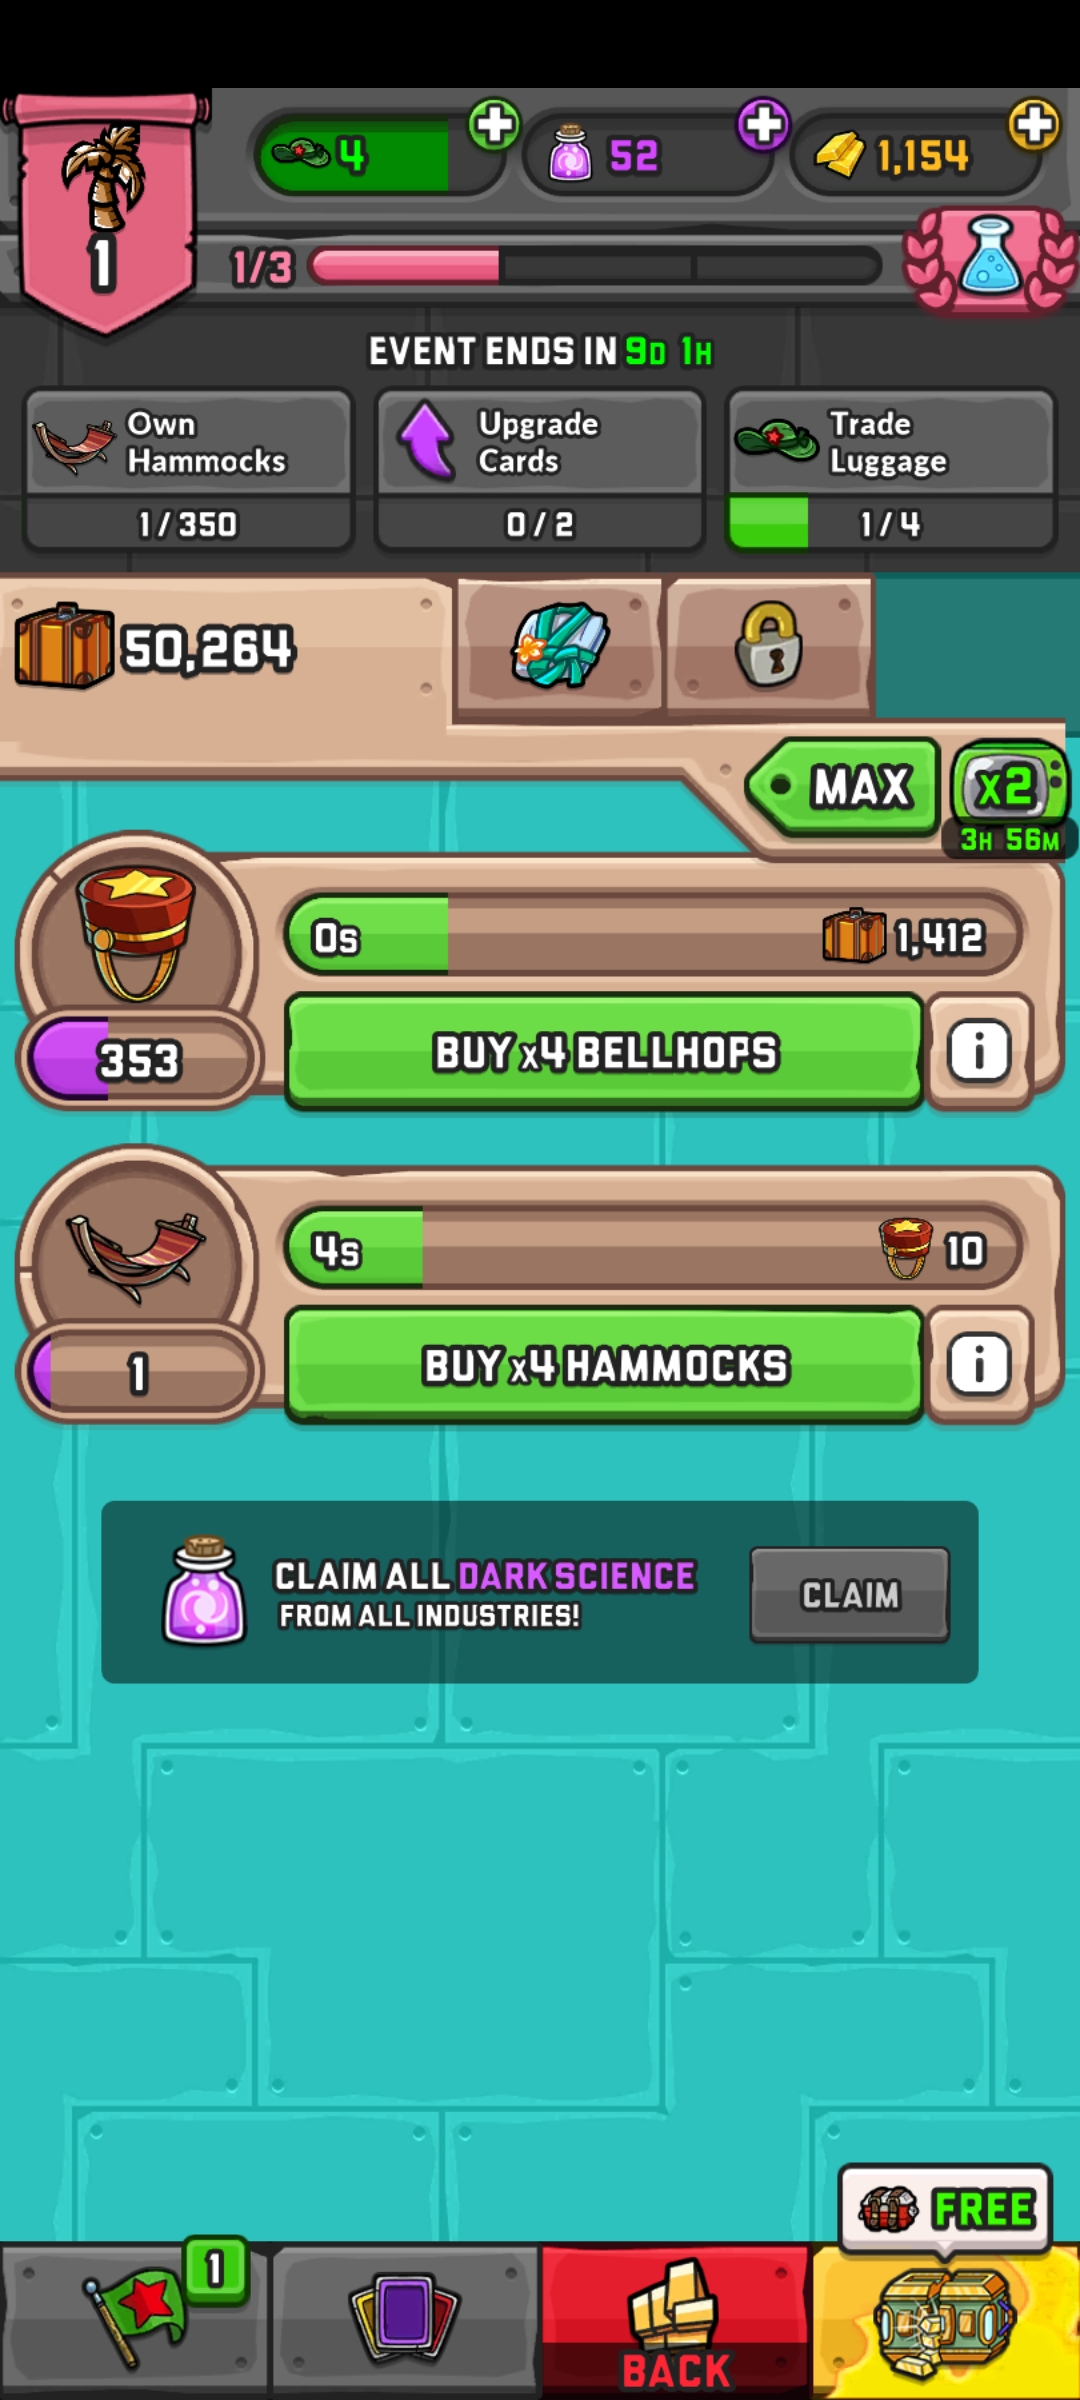 4
52
1,154
1
1/3
EVENT ENDS IN 9D 1H
Own
Hammocks
1/350
Upgrade
Cards
0/2
Trade
Luggage
1/4
50,264
MAX
x2
3H 56M
0s
1,412
353
BUY x4 BELLHOPS
i
4s
10
1
BUY x4 HAMMOCKS
i
CLAIM ALL DARK SCIENCE
FROM ALL INDUSTRIES!
CLAIM
FREE
1
BACK